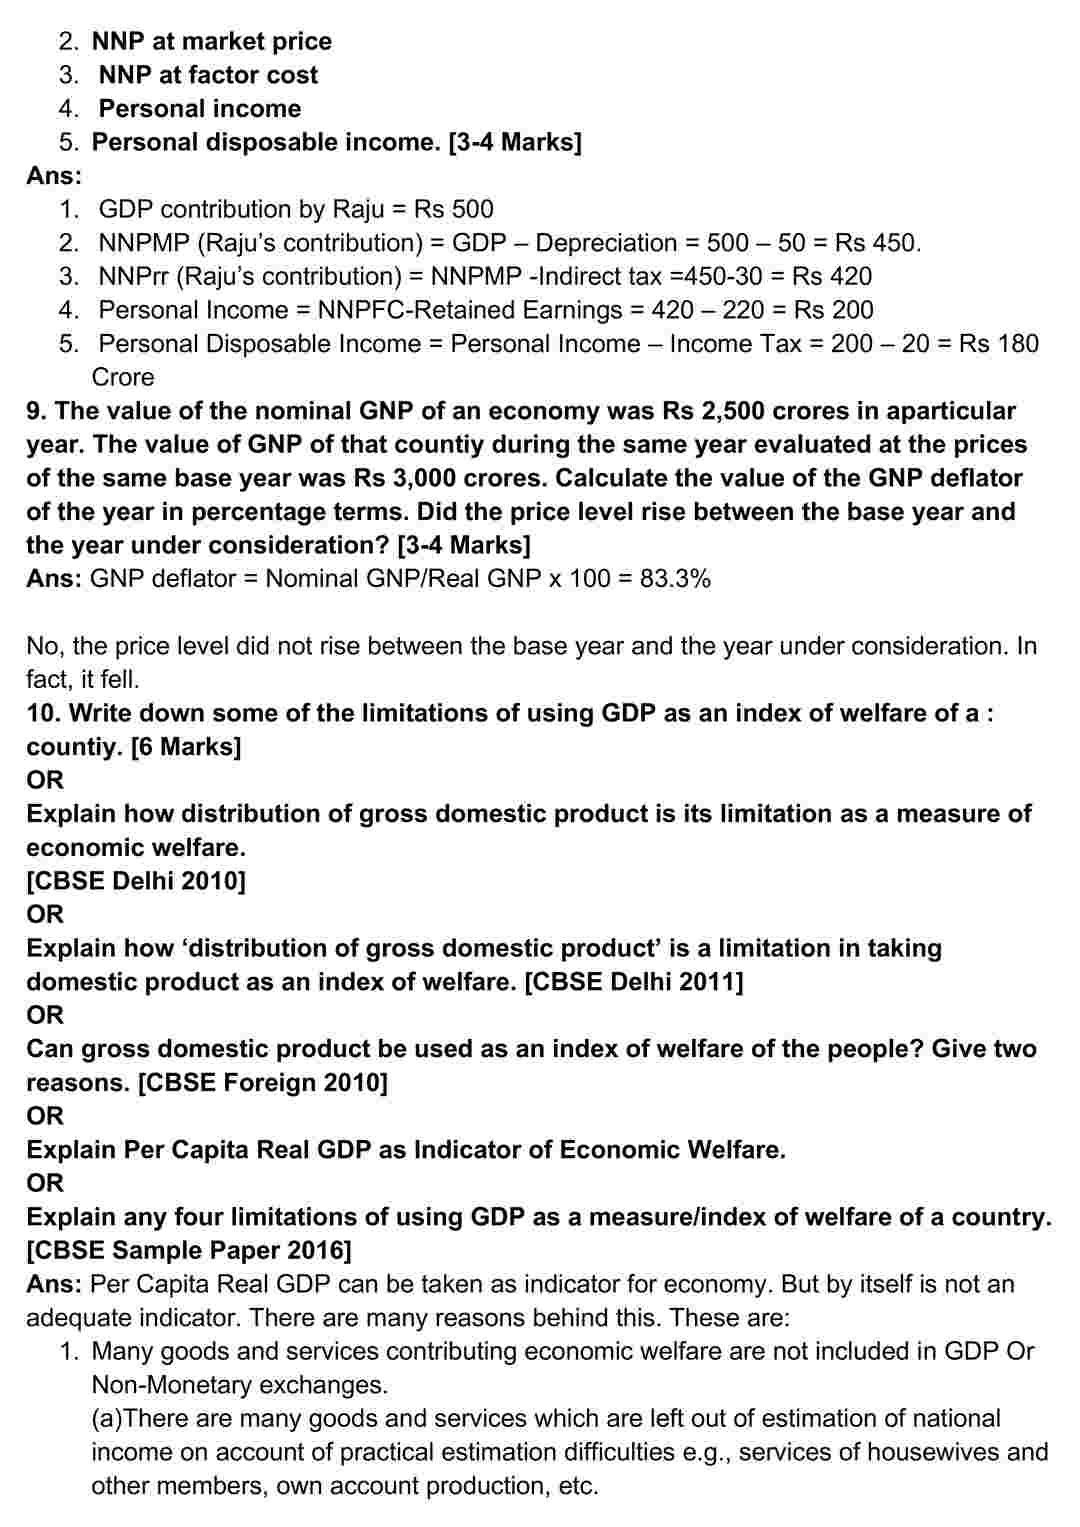 2. NNP at market price
3. NNP at factor cost
4. Personal income
5. Personal disposable income. [3-4 Marks]
Ans:
1. GDP contribution by Raju = Rs 500
2. NNPMP (Raju’s contribution) = GDP – Depreciation = 500 – 50 = Rs 450.
3. NNPrr (Raju’s contribution) = NNPMP -Indirect tax =450-30 = Rs 420
4. Personal Income = NNPFC-Retained Earnings = 420 – 220 = Rs 200
5. Personal Disposable Income = Personal Income – Income Tax = 200 – 20 = Rs 180
Crore
9. The value of the nominal GNP of an economy was Rs 2,500 crores in aparticular
year. The value of GNP of that countiy during the same year evaluated at the prices
of the same base year was Rs 3,000 crores. Calculate the value of the GNP deflator
of the year in percentage terms. Did the price level rise between the base year and
the year under consideration? [3-4 Marks]
Ans: GNP deflator = Nominal GNP/Real GNP x 100 = 83.3%
No, the price level did not rise between the base year and the year under consideration. In
fact, it fell.
10. Write down some of the limitations of using GDP as an index of welfare of a :
countiy. [6 Marks]
OR
Explain how distribution of gross domestic product is its limitation as a measure of
economic welfare.
[CBSE Delhi 2010]
OR
Explain how ‘distribution of gross domestic product’ is a limitation in taking
domestic product as an index of welfare. [CBSE Delhi 2011]
OR
Can gross domestic product be used as an index of welfare of the people? Give two
reasons. [CBSE Foreign 2010]
OR
Explain Per Capita Real GDP as Indicator of Economic Welfare.
OR
Explain any four limitations of using GDP as a measure/index of welfare of a country.
[CBSE Sample Paper 2016]
Ans: Per Capita Real GDP can be taken as indicator for economy. But by itself is not an
adequate indicator. There are many reasons behind this. These are:
1. Many goods and services contributing economic welfare are not included in GDP Or
Non-Monetary exchanges.
(a)There are many goods and services which are left out of estimation of national
income on account of practical estimation difficulties e.g., services of housewives and
other members, own account production, etc.